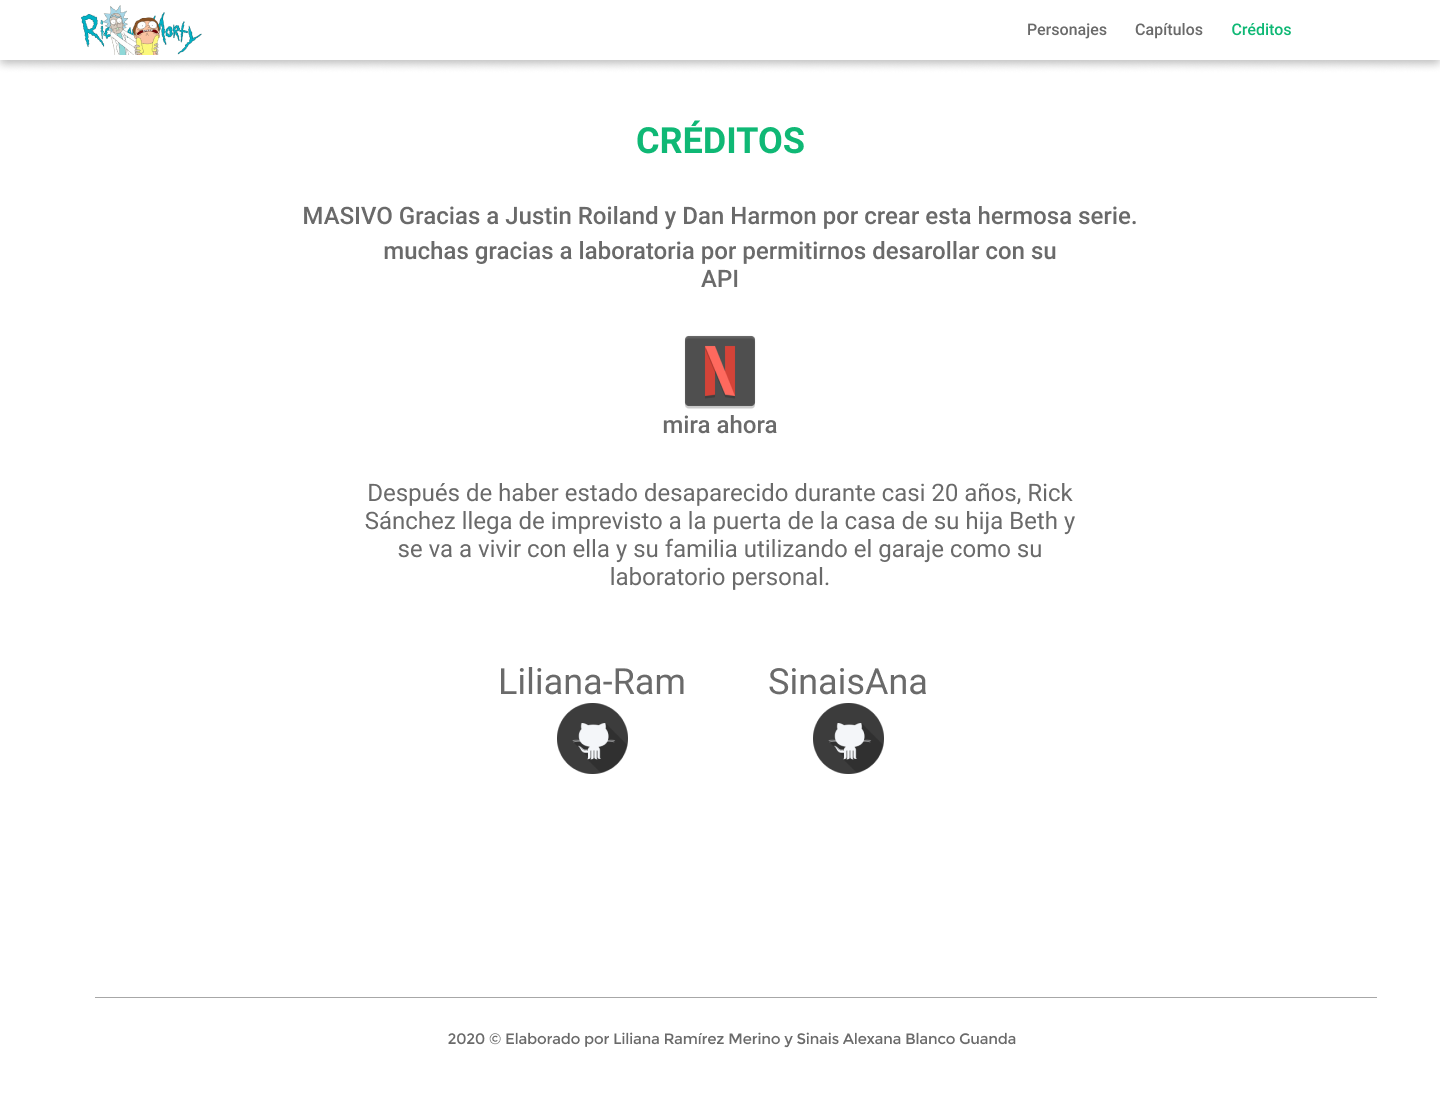 Rick y Morty
Personajes Capítulos Créditos
CRÉDITOS
MASIVO Gracias a Justin Roiland y Dan Harmon por crear esta hermosa serie.
muchas gracias a laboratoria por permitirnos desarollar con su
API
N
mira ahora
Después de haber estado desaparecido durante casi 20 años, Rick
Sánchez llega de imprevisto a la puerta de la casa de su hija Beth y
se va a vivir con ella y su familia utilizando el garaje como su
laboratorio personal.
Liliana-Ram SinaisAna
2020 © Elaborado por Liliana Ramírez Merino y Sinais Alexana Blanco Guanda